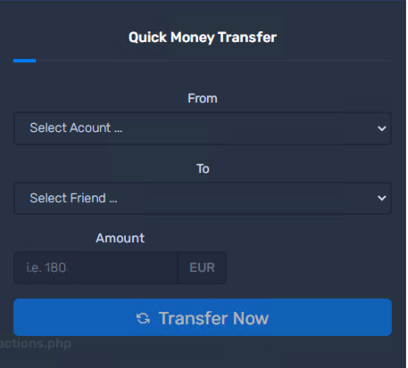 Quick Money Transfer
From
Select Acount ...
To
Select Friend ...
Amount
i.e. 180 EUR
Transfer Now
actions.php